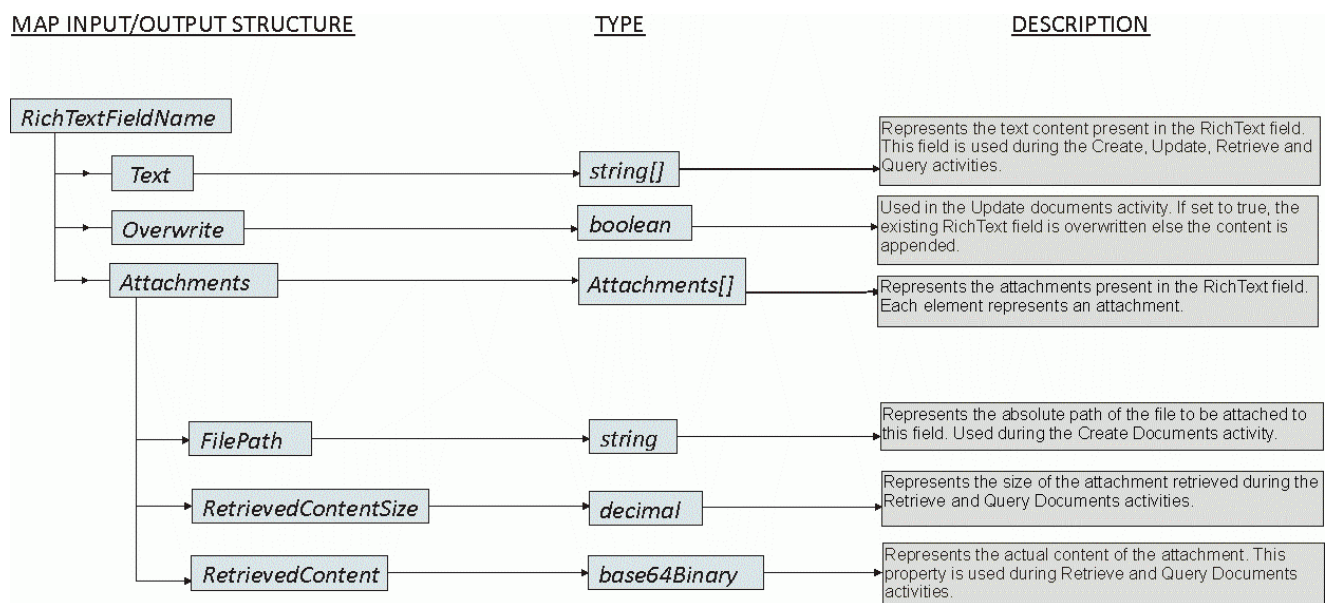 MAP INPUT/OUTPUT STRUCTURE
TYPE
DESCRIPTION
RichTextFieldName
Text
string[]
Represents the text content present in the RichText field.
This field is used during the Create, Update, Retrieve and
Query activities.
Overwrite
boolean
Used in the Update documents activity. If set to true, the
existing RichText field is overwritten else the content is
appended.
Attachments
Attachments[]
Represents the attachments present in the RichText field.
Each element represents an attachment.
FilePath
string
Represents the absolute path of the file to be attached to
this field. Used during the Create Documents activity.
RetrievedContentSize
decimal
Represents the size of the attachment retrieved during the
Retrieve and Query Documents activities.
RetrievedContent
base64Binary
Represents the actual content of the attachment. This
property is used during Retrieve and Query Documents
activities.